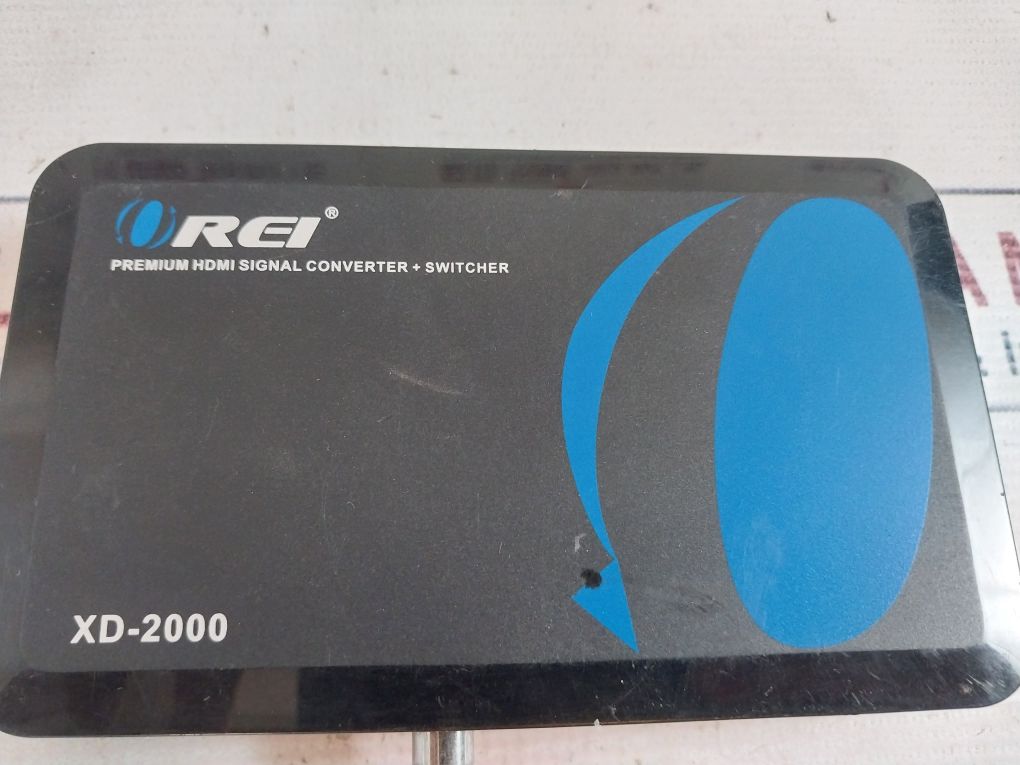 OREI®
PREMIUM HDMI SIGNAL CONVERTER + SWITCHER
XD-2000